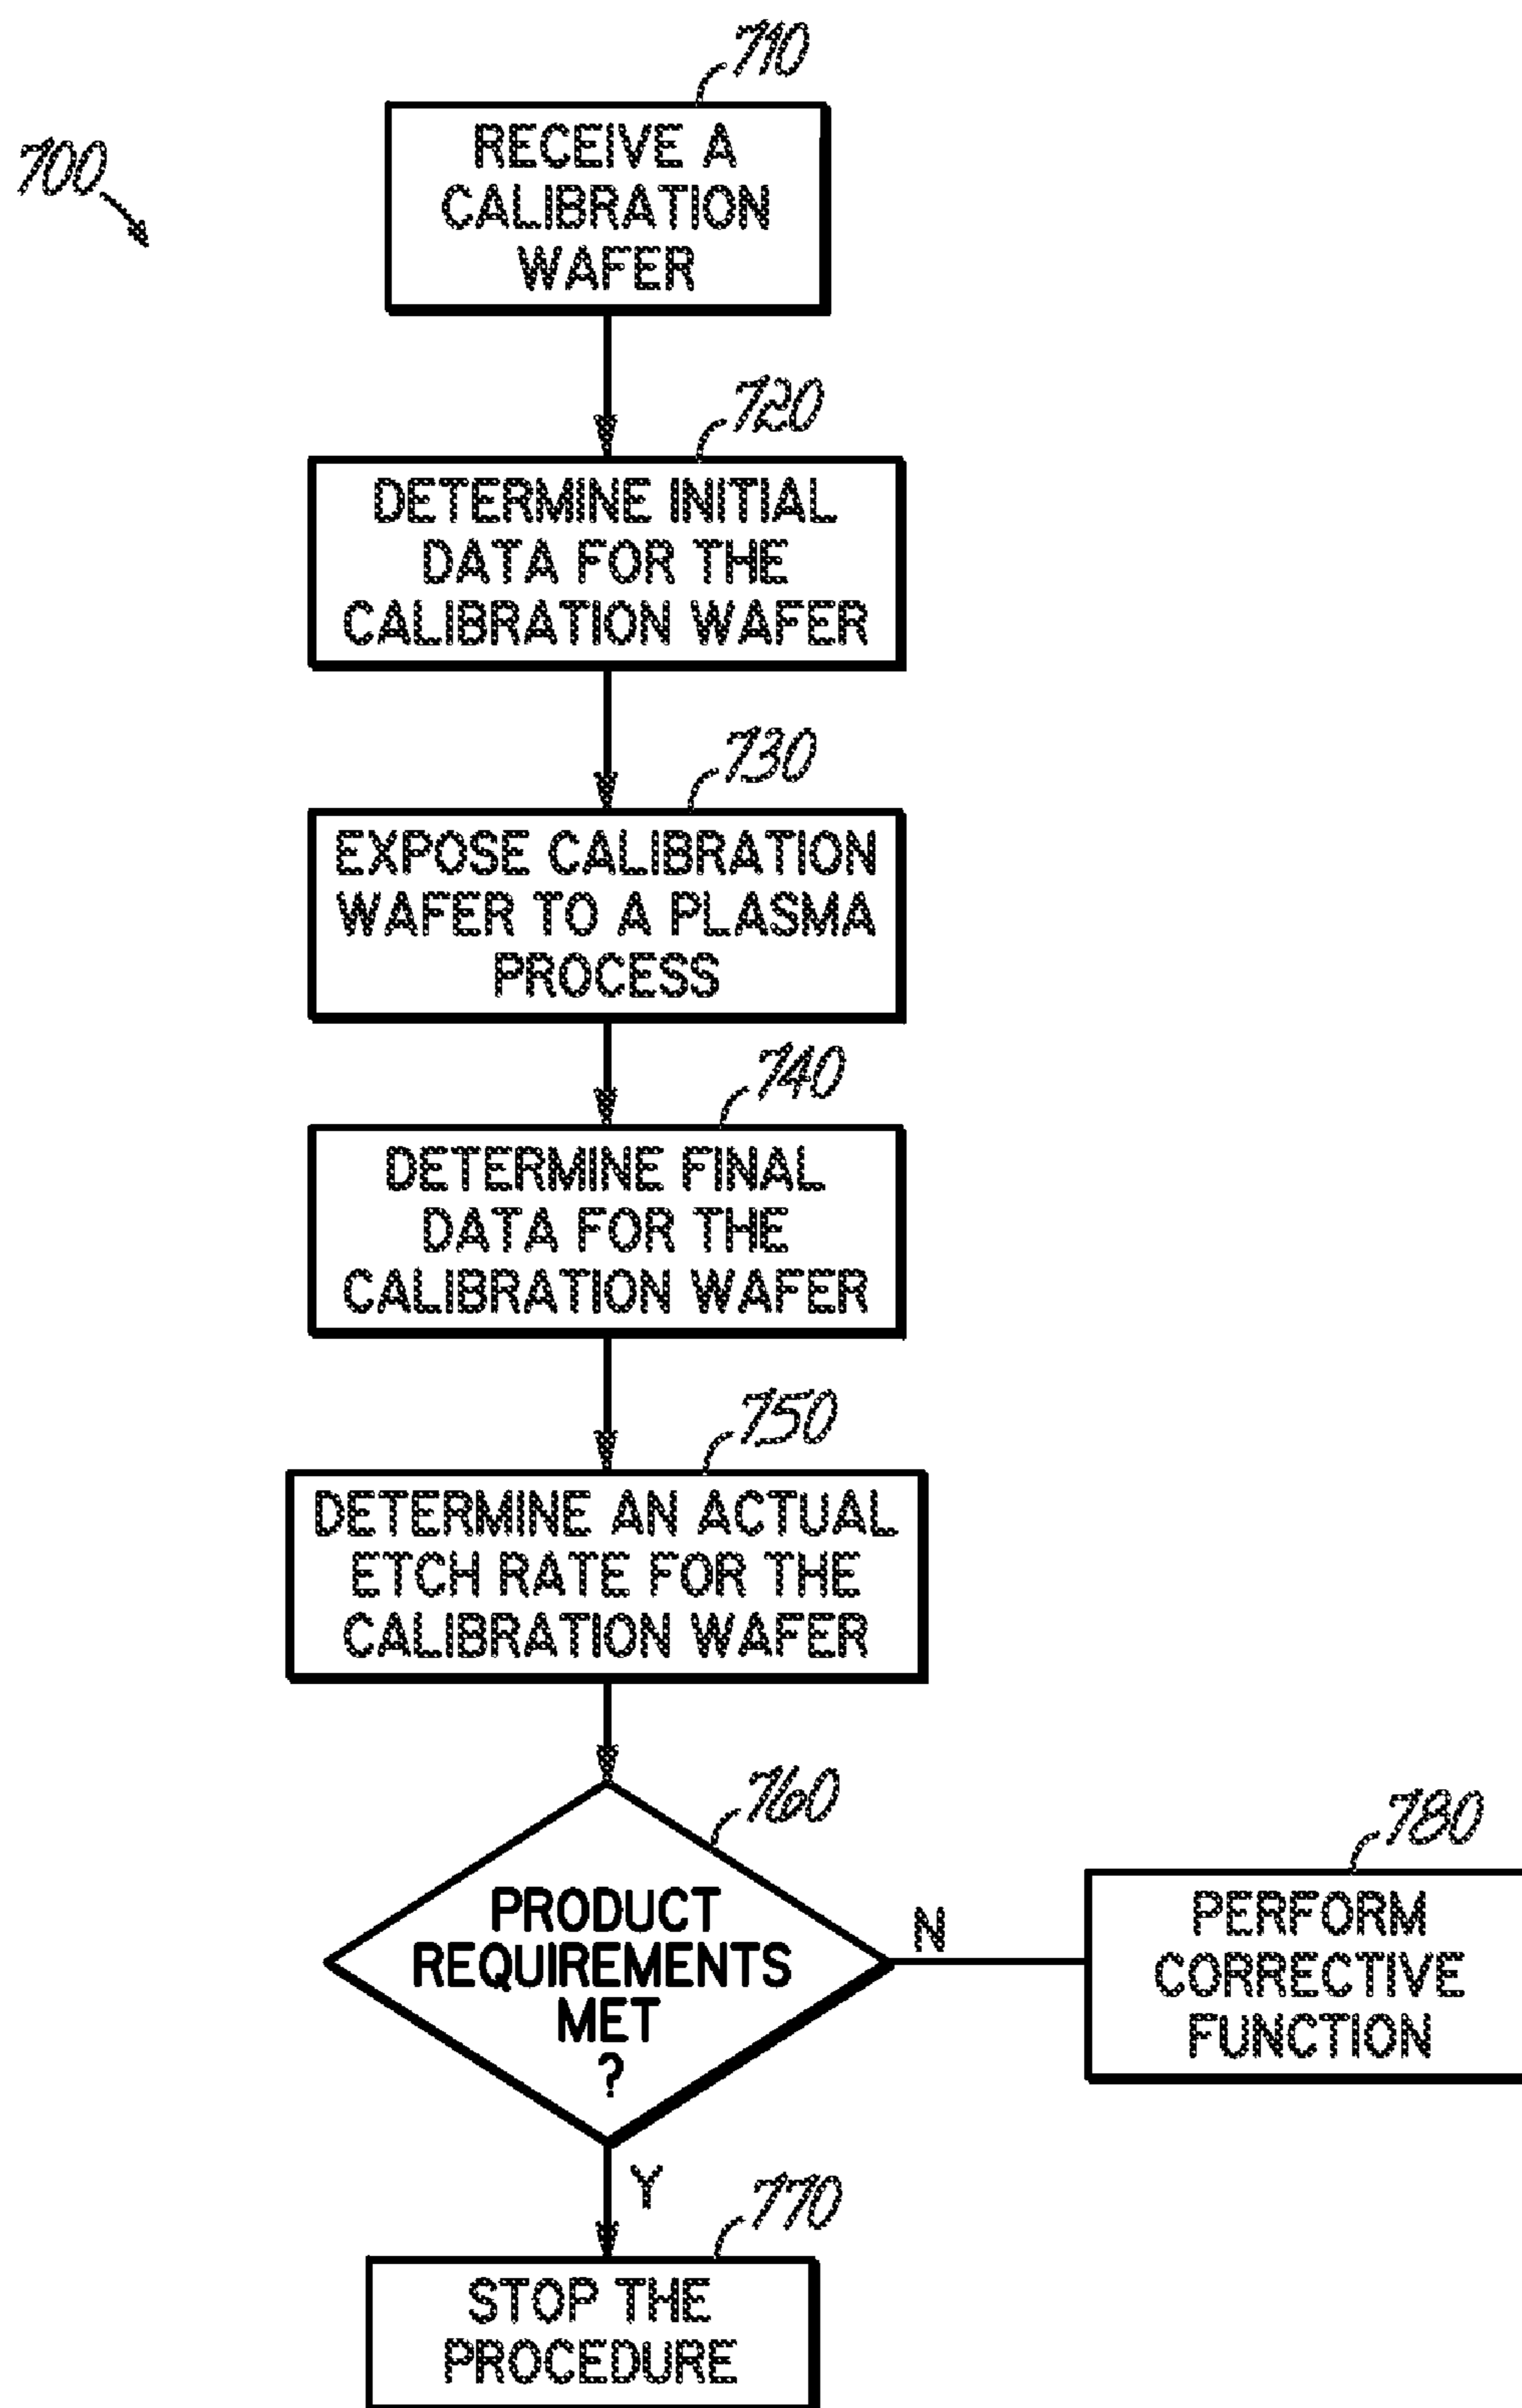 710
700
RECEIVE A
CALIBRATION
WAFER
720
DETERMINE INITIAL
DATA FOR THE
CALIBRATION WAFER
730
EXPOSE CALIBRATION
WAFER TO A PLASMA
PROCESS
740
DETERMINE FINAL
DATA FOR THE
CALIBRATION WAFER
750
DETERMINE AN ACTUAL
ETCH RATE FOR THE
CALIBRATION WAFER
760
PRODUCT
REQUIREMENTS
MET
?
N
780
PERFORM
CORRECTIVE
FUNCTION
Y
770
STOP THE
PROCEDURE